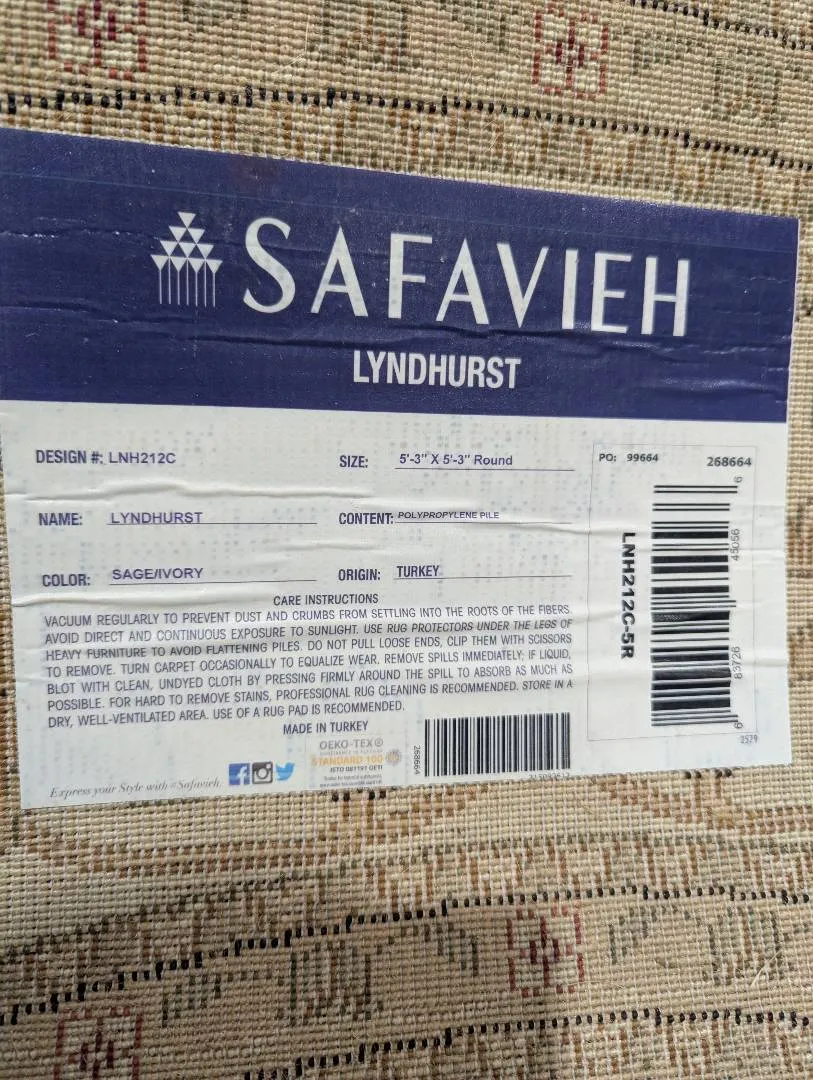 SAFAVIEH
LYNDHURST
DESIGN #: LNH212C
SIZE: 5'-3" X 5'-3" Round
PO: 99664 268664
NAME: LYNDHURST
CONTENT: POLYPROPYLENE PILE
COLOR: SAGE/IVORY
ORIGIN: TURKEY
LNH212C-5R
6 83726 45056 6
2579
CARE INSTRUCTIONS
VACUUM REGULARLY TO PREVENT DUST AND CRUMBS FROM SETTLING INTO THE ROOTS OF THE FIBERS.
AVOID DIRECT AND CONTINUOUS EXPOSURE TO SUNLIGHT. USE RUG PROTECTORS UNDER THE LEGS OF
HEAVY FURNITURE TO AVOID FLATTENING PILES. DO NOT PULL LOOSE ENDS, CLIP THEM WITH SCISSORS
TO REMOVE. TURN CARPET OCCASIONALLY TO EQUALIZE WEAR. REMOVE SPILLS IMMEDIATELY; IF LIQUID,
BLOT WITH CLEAN, UNDYED CLOTH BY PRESSING FIRMLY AROUND THE SPILL TO ABSORB AS MUCH AS
POSSIBLE. FOR HARD TO REMOVE STAINS, PROFESSIONAL RUG CLEANING IS RECOMMENDED. STORE IN A
DRY, WELL-VENTILATED AREA. USE OF A RUG PAD IS RECOMMENDED.
MADE IN TURKEY
Express your Style with #Safavieh
OEKO-TEX®
STANDARD 100
268664